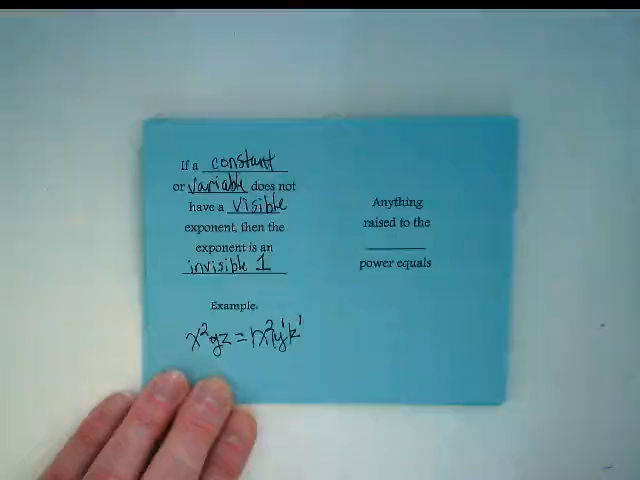 If a constant
or variable does not
have a visible
exponent, then the
exponent is an
invisible 1
Example.
x²yz = 1x²y¹z¹
Anything
raised to the
power equals